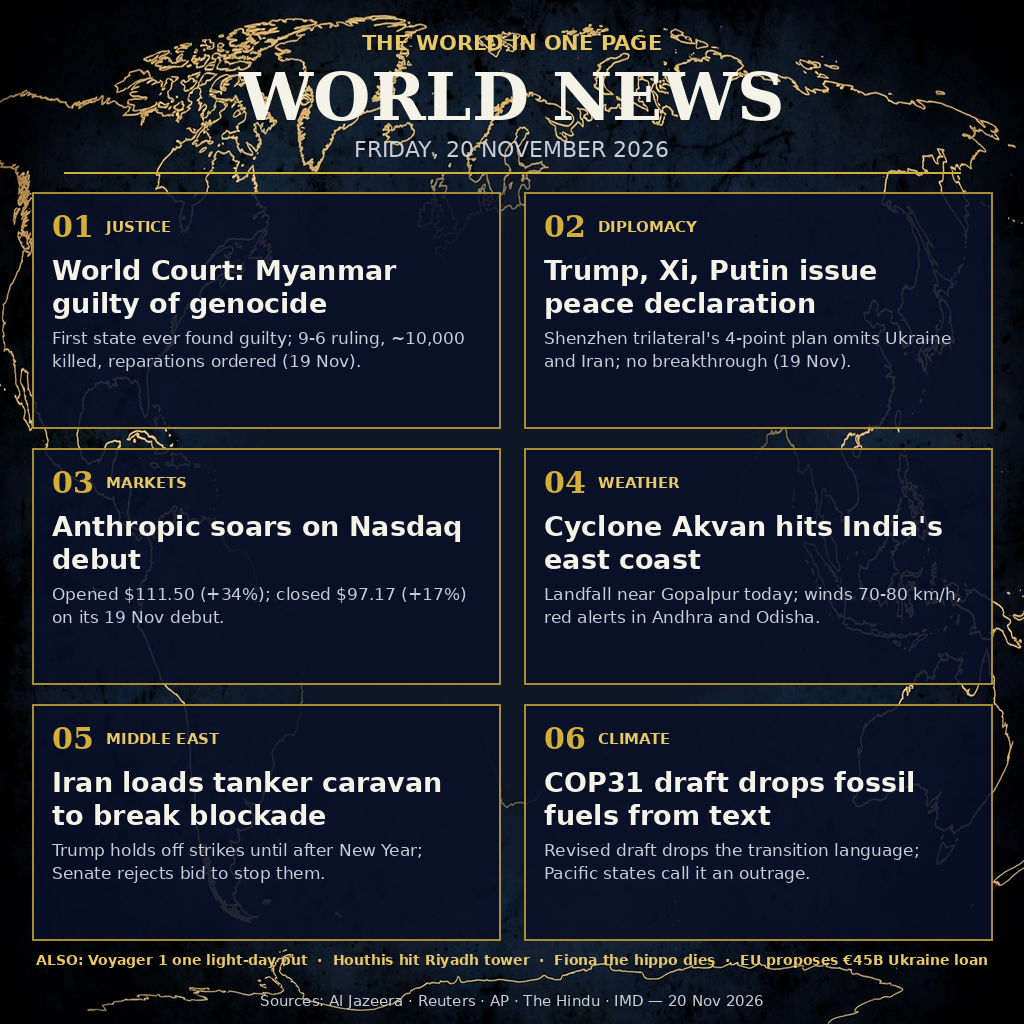 THE WORLD IN ONE PAGE
WORLD NEWS
FRIDAY, 20 NOVEMBER 2026
01 JUSTICE
World Court: Myanmar
guilty of genocide
First state ever found guilty; 9-6 ruling, ~10,000
killed, reparations ordered (19 Nov).
02 DIPLOMACY
Trump, Xi, Putin issue
peace declaration
Shenzhen trilateral's 4-point plan omits Ukraine
and Iran; no breakthrough (19 Nov).
03 MARKETS
Anthropic soars on Nasdaq
debut
Opened $111.50 (+34%); closed $97.17 (+17%)
on its 19 Nov debut.
04 WEATHER
Cyclone Akvan hits India's
east coast
Landfall near Gopalpur today; winds 70-80 km/h,
red alerts in Andhra and Odisha.
05 MIDDLE EAST
Iran loads tanker caravan
to break blockade
Trump holds off strikes until after New Year;
Senate rejects bid to stop them.
06 CLIMATE
COP31 draft drops fossil
fuels from text
Revised draft drops the transition language;
Pacific states call it an outrage.
ALSO: Voyager 1 one light-day out · Houthis hit Riyadh tower · Fiona the hippo dies · EU proposes €45B Ukraine loan
Sources: Al Jazeera · Reuters · AP · The Hindu · IMD — 20 Nov 2026